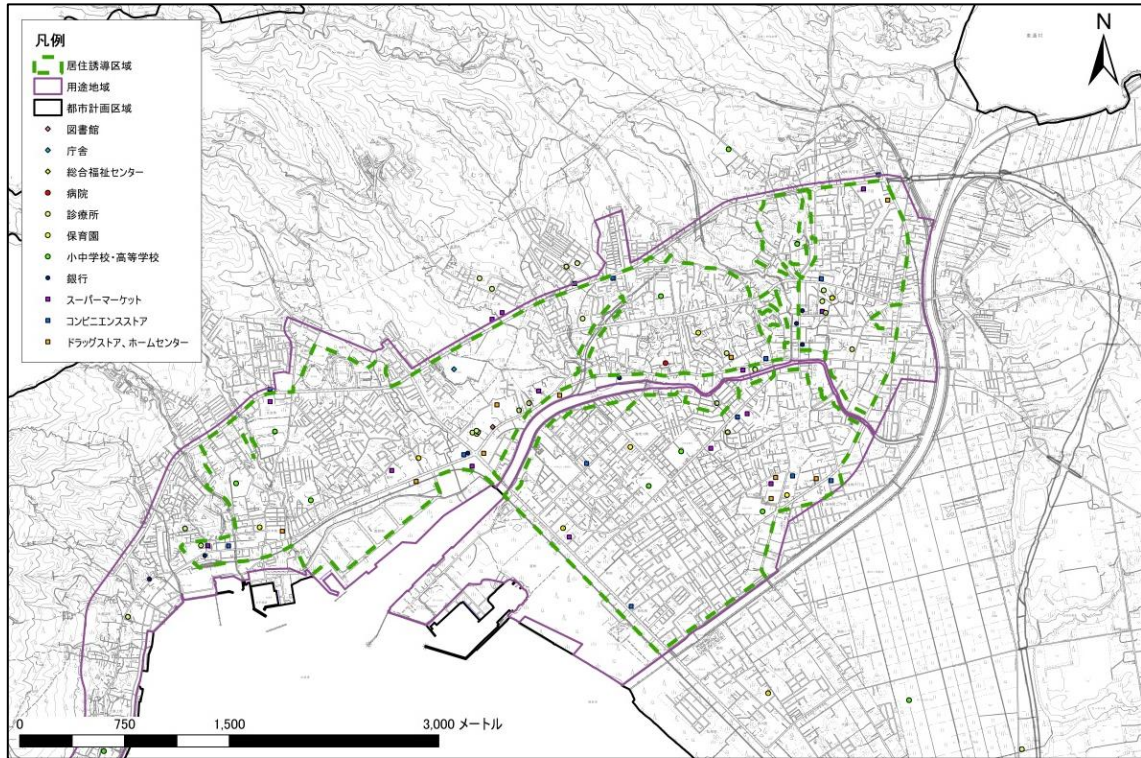 凡例
居住誘導区域
用途地域
都市計画区域
図書館
庁舎
総合福祉センター
病院
診療所
保育園
小中学校・高等学校
銀行
スーパーマーケット
コンビニエンスストア
ドラッグストア、ホームセンター
N
0 750 1,500 3,000 メートル